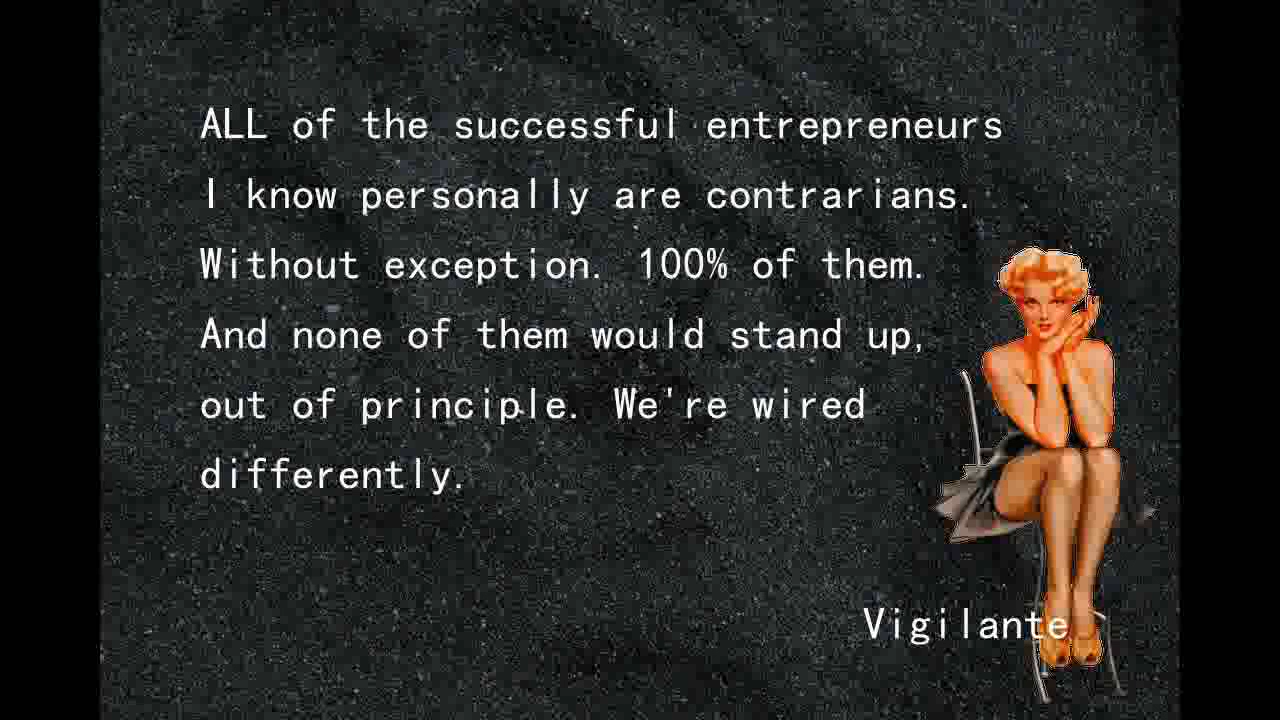 ALL of the successful entrepreneurs
I know personally are contrarians.
Without exception. 100% of them.
And none of them would stand up,
out of principle. We're wired
differently.
Vigilante